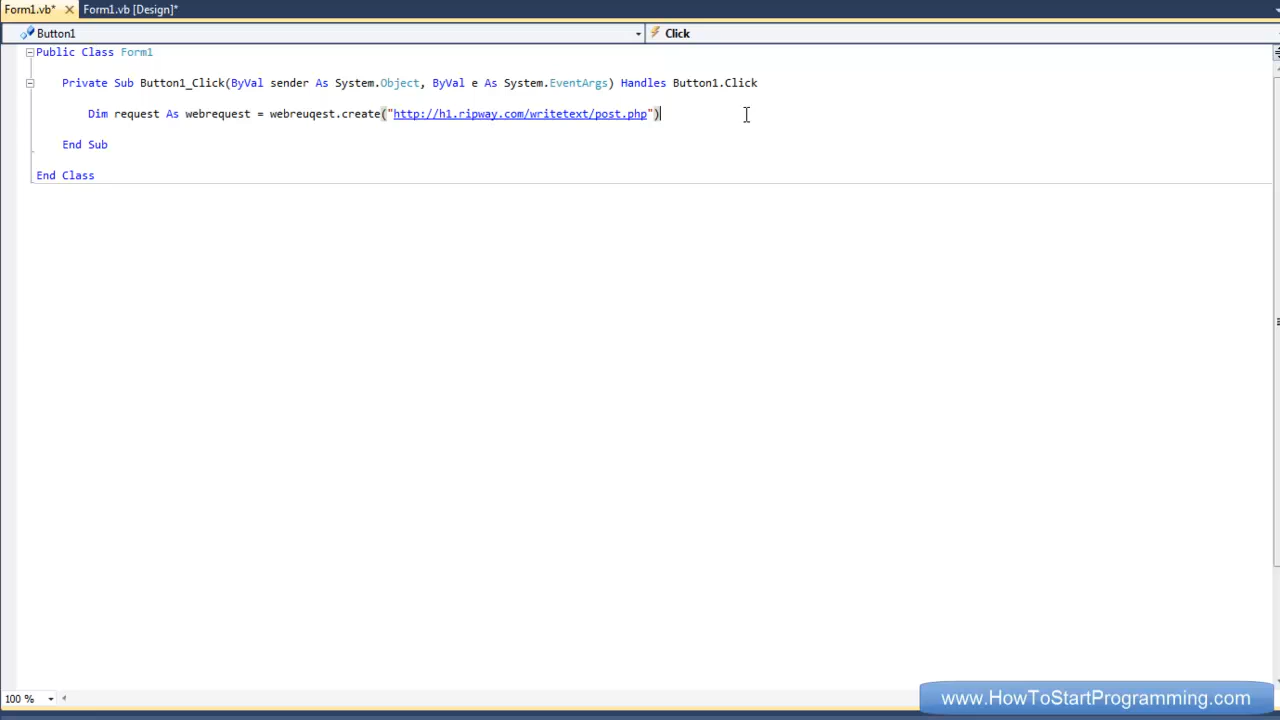 Form1.vb* Form1.vb [Design]*
Button1 Click
Public Class Form1
Private Sub Button1_Click(ByVal sender As System.Object, ByVal e As System.EventArgs) Handles Button1.Click
Dim request As webrequest = webreuqest.create("http://h1.ripway.com/writetext/post.php")
End Sub
End Class
100 %
www.HowToStartProgramming.com